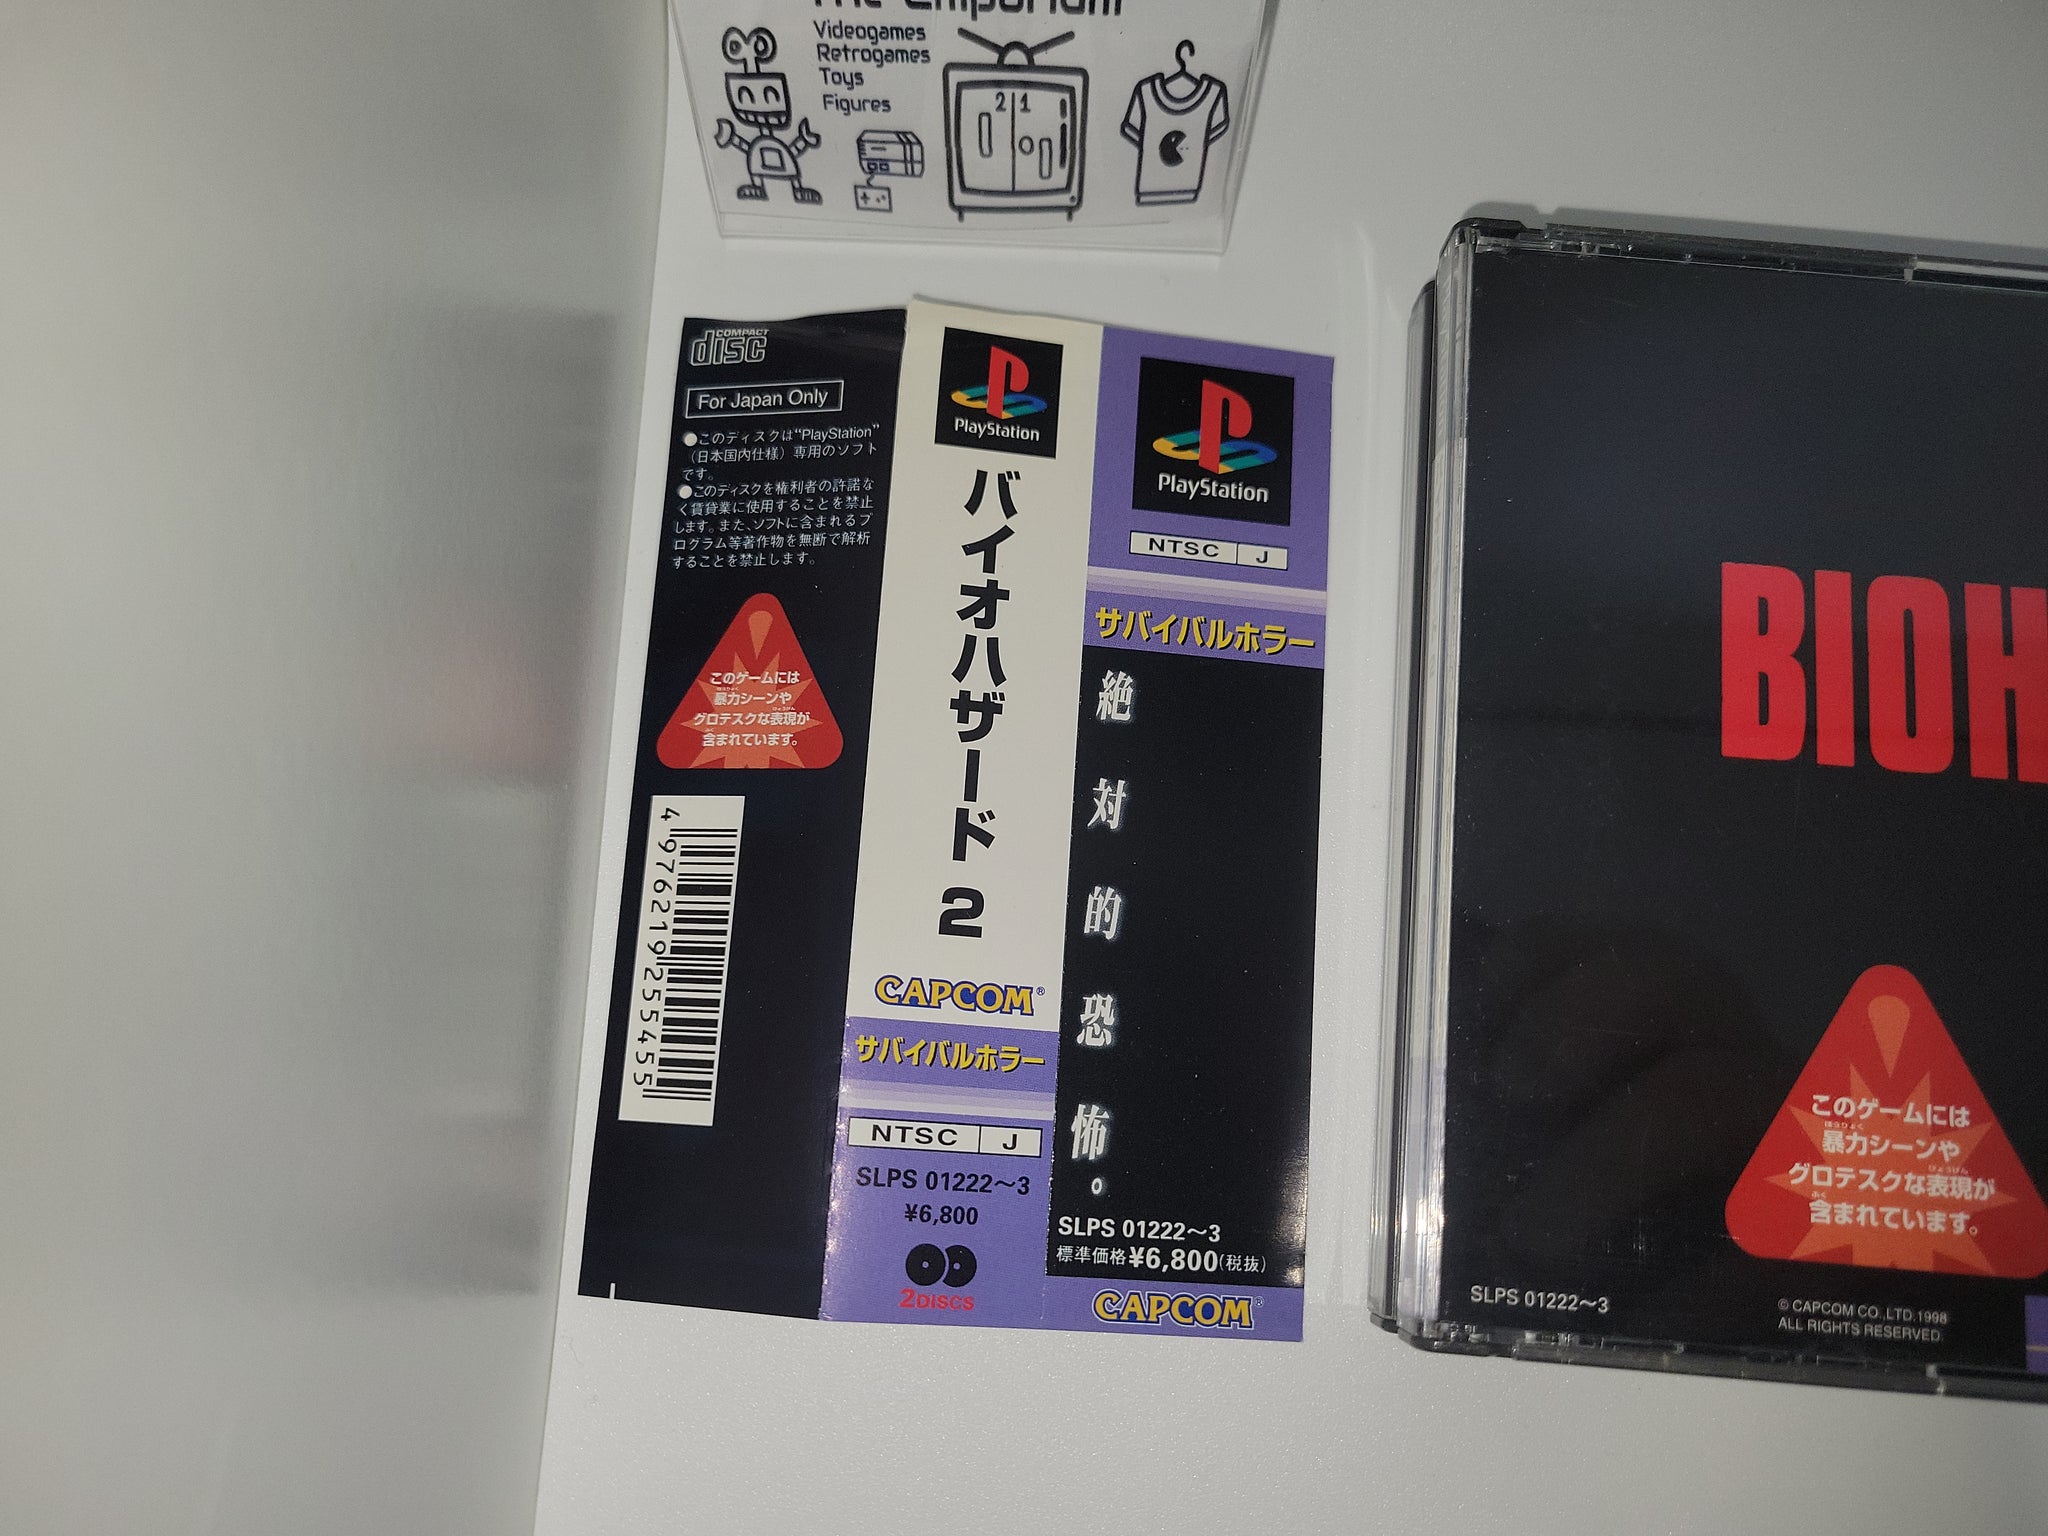 The Emporium
Videogames
Retrogames
Toys
Figures
2 1
COMPACT
disc
For Japan Only
●このディスクは“PlayStation”
（日本国内仕様）専用のソフト
です。
●このディスクを権利者の許諾な
く賃貸業に使用することを禁止
します。また、ソフトに含まれるプ
ログラム等著作物を無断で解析
することを禁止します。
このゲームには
暴力シーンや
グロテスクな表現が
含まれています。
4 976219 255455
PlayStation
バイオハザード 2
CAPCOM®
サバイバルホラー
NTSC J
SLPS 01222～3
¥6,800
2DISCS
PlayStation
NTSC J
サバイバルホラー
絶対的恐怖。
SLPS 01222～3
標準価格¥6,800(税抜)
CAPCOM®
BIOH
このゲームには
暴力シーンや
グロテスクな表現が
含まれています。
SLPS 01222～3
© CAPCOM CO.,LTD.1998
ALL RIGHTS RESERVED.